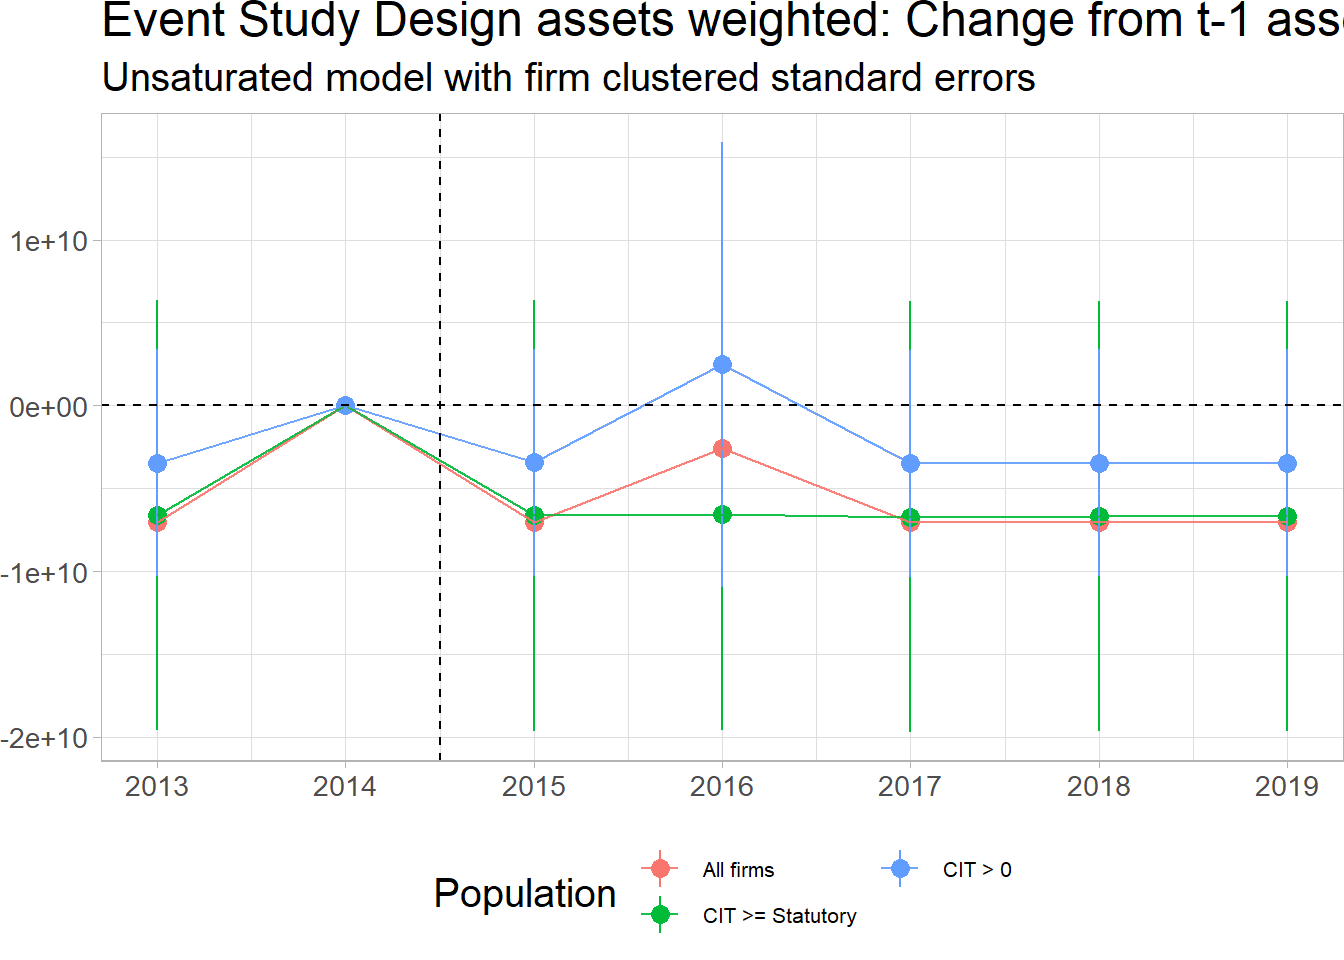 Event Study Design assets weighted: Change from t-1
Unsaturated model with firm clustered standard errors
1e+10
0e+00
-1e+10
-2e+10
2013 2014 2015 2016 2017 2018 2019
Population
All firms
CIT > 0
CIT >= Statutory